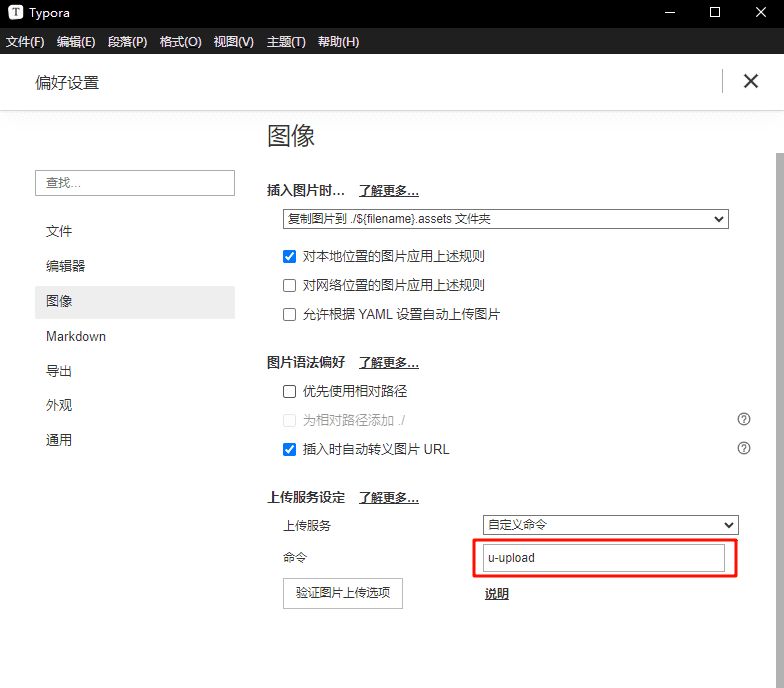 T Typora
文件(F) 编辑(E) 段落(P) 格式(O) 视图(V) 主题(T) 帮助(H)
偏好设置
图像
查找...
文件
编辑器
图像
Markdown
导出
外观
通用
插入图片时... 了解更多...
复制图片到 ./${filename}.assets 文件夹
对本地位置的图片应用上述规则
对网络位置的图片应用上述规则
允许根据 YAML 设置自动上传图片
图片语法偏好 了解更多...
优先使用相对路径
为相对路径添加 ./
插入时自动转义图片 URL
上传服务设定 了解更多...
上传服务 自定义命令
命令 u-upload
验证图片上传选项 说明